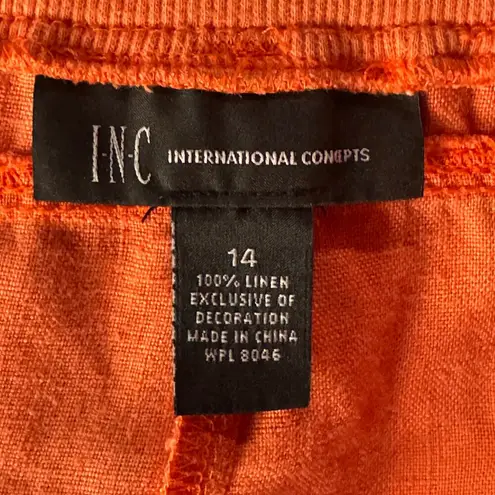 I·N·C INTERNATIONAL CONCEPTS
14
100% LINEN
EXCLUSIVE OF
DECORATION
MADE IN CHINA
WPL 8046